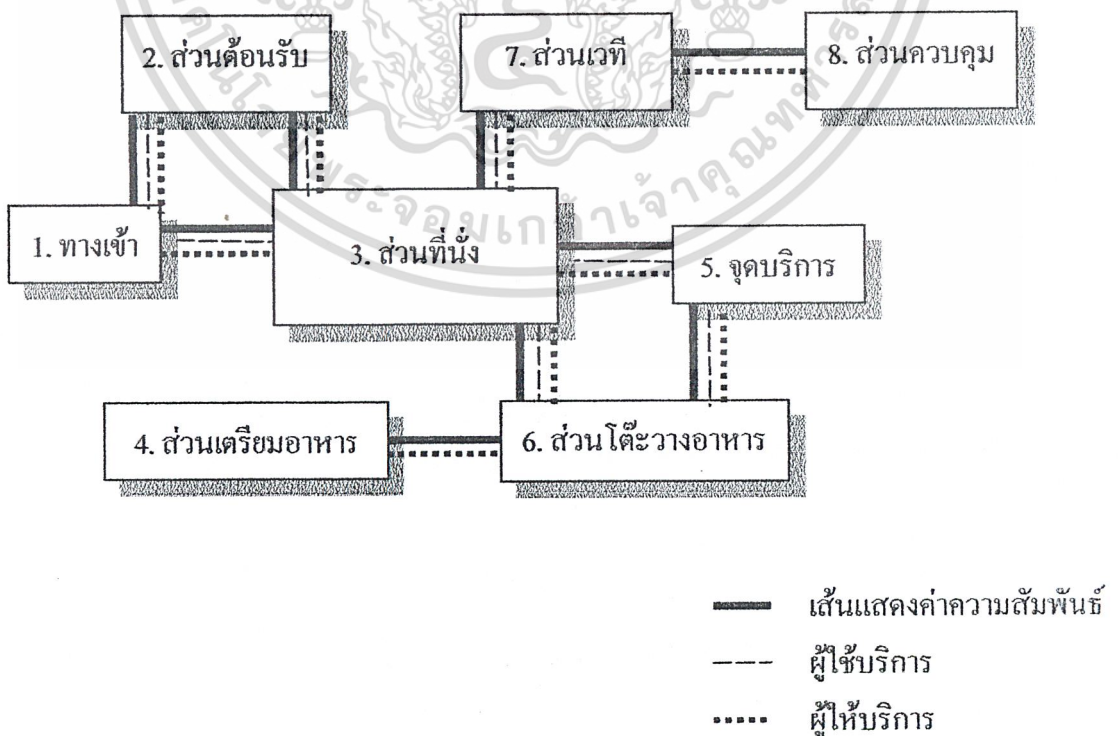 2. ส่วนต้อนรับ
7. ส่วนเวที
8. ส่วนควบคุม
1. ทางเข้า
3. ส่วนที่นั่ง
5. จุดบริการ
4. ส่วนเตรียมอาหาร
6. ส่วนโต๊ะวางอาหาร
เส้นแสดงค่าความสัมพันธ์
ผู้ใช้บริการ
ผู้ให้บริการ